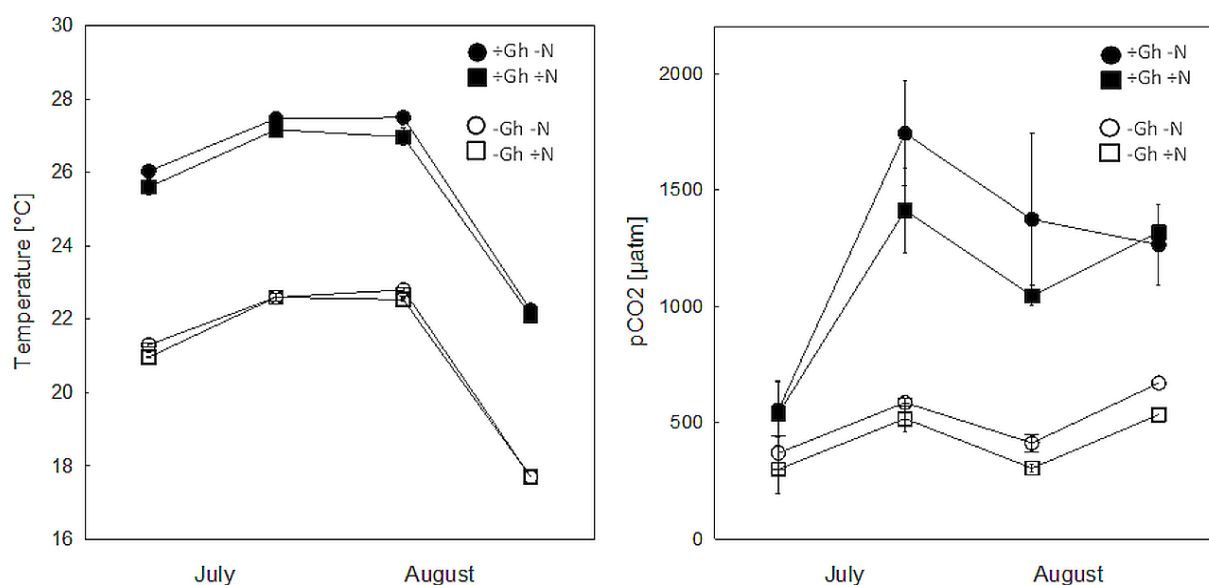 30
28
26
24
22
20
18
16
Temperature [°C]
÷Gh -N
÷Gh ÷N
-Gh -N
-Gh ÷N
July
August
2000
1500
1000
500
0
pCO2 [µatm]
÷Gh -N
÷Gh ÷N
-Gh -N
-Gh ÷N
July
August